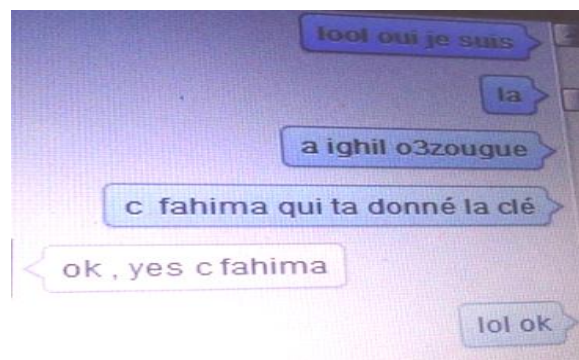 lool oui je suis
la
a ighil o3zougue
c fahima qui ta donné la clé
ok , yes c fahima
lol ok